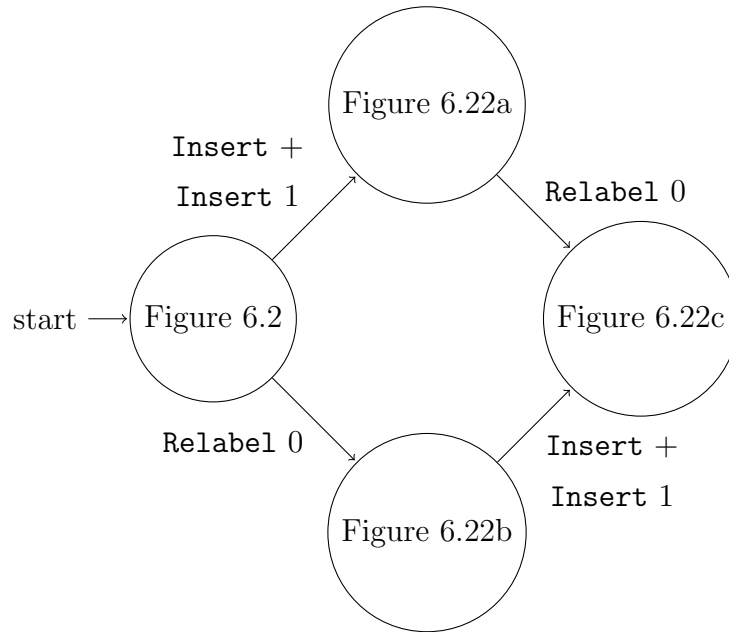 Figure 6.22a
Insert +
Insert 1
Relabel 0
start
Figure 6.2
Figure 6.22c
Relabel 0
Insert +
Insert 1
Figure 6.22b